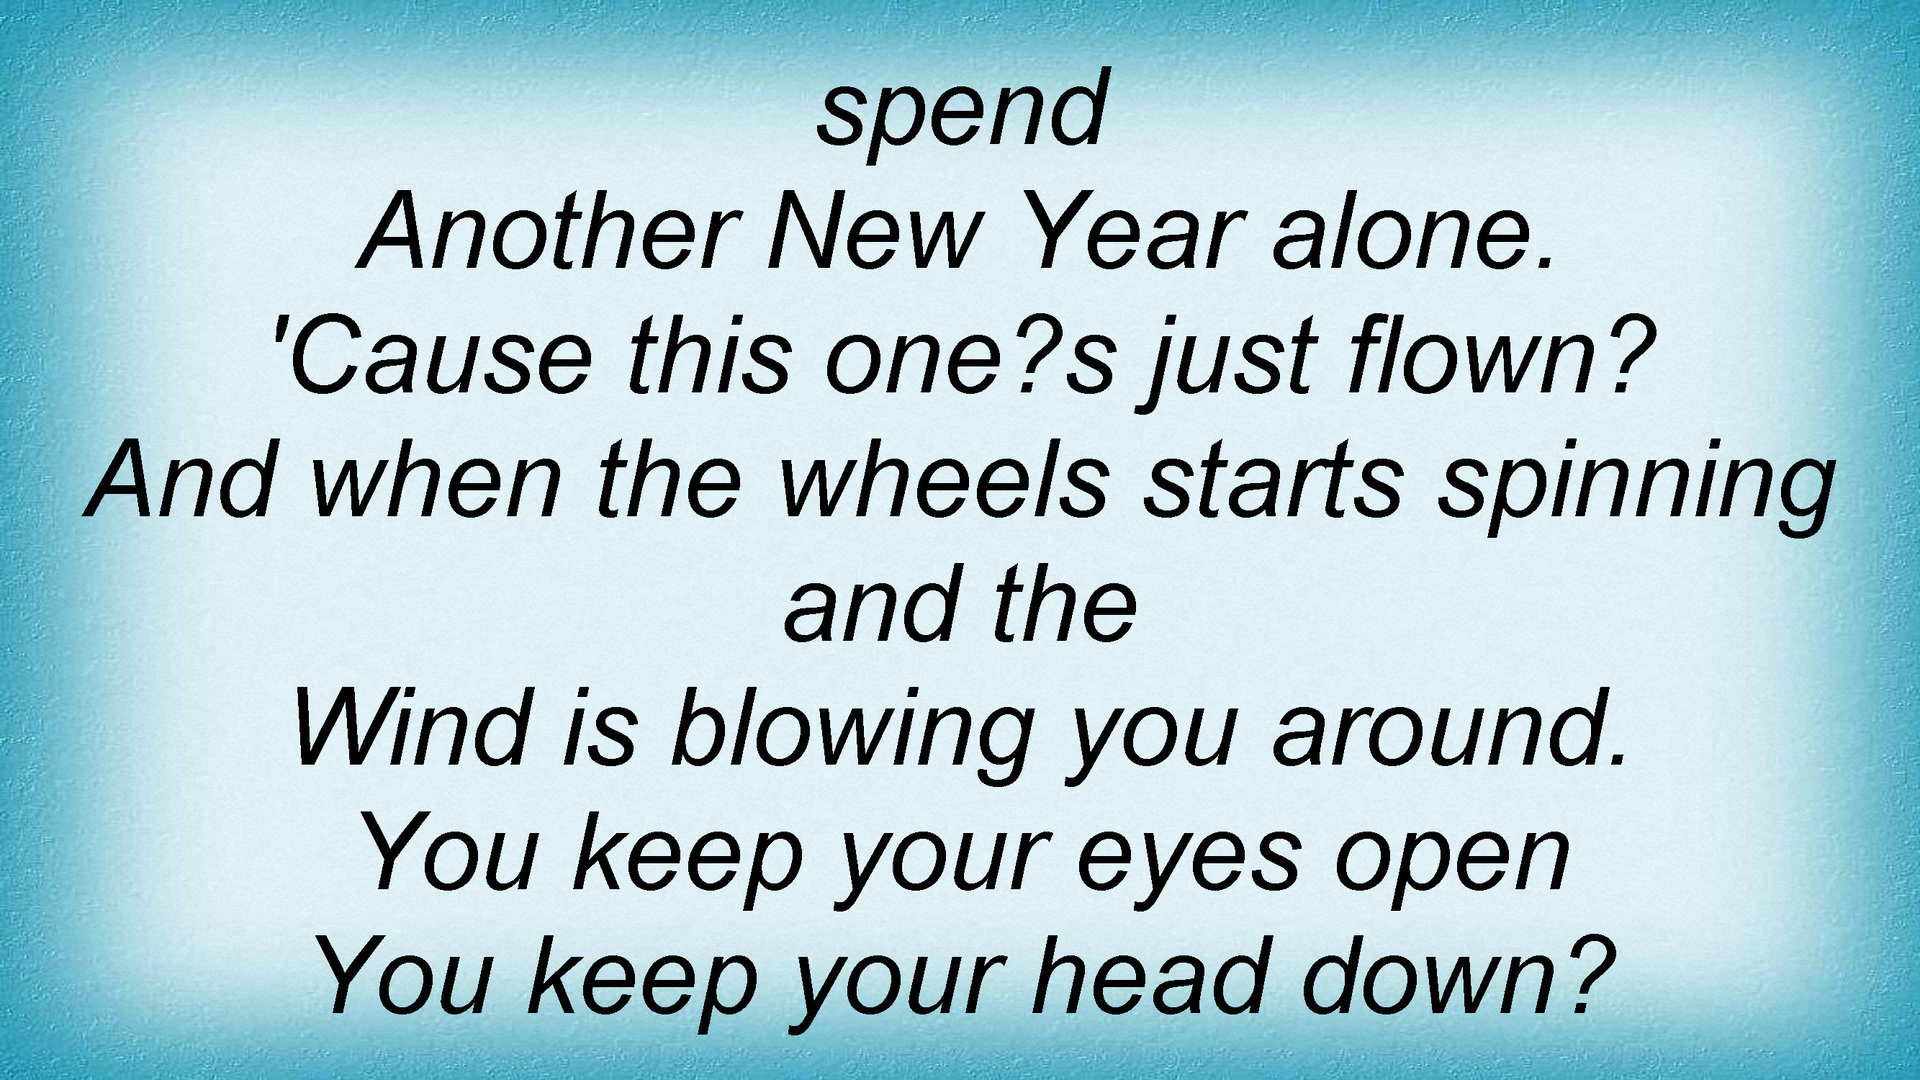 spend
Another New Year alone.
'Cause this one?s just flown?
And when the wheels starts spinning
and the
Wind is blowing you around.
You keep your eyes open
You keep your head down?